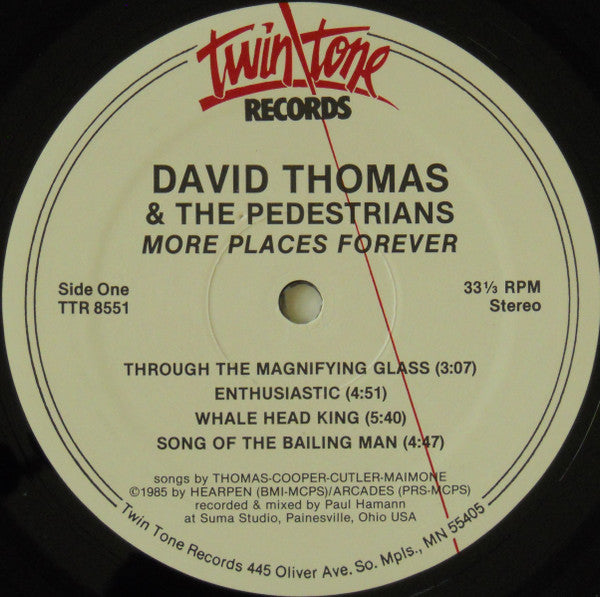 twin\tone
RECORDS
DAVID THOMAS
& THE PEDESTRIANS
MORE PLACES FOREVER
Side One
TTR 8551
33⅓ RPM
Stereo
THROUGH THE MAGNIFYING GLASS (3:07)
ENTHUSIASTIC (4:51)
WHALE HEAD KING (5:40)
SONG OF THE BAILING MAN (4:47)
songs by THOMAS-COOPER-CUTLER-MAIMONE
©1985 by HEARPEN (BMI-MCPS)/ARCADES (PRS-MCPS)
recorded & mixed by Paul Hamann
at Suma Studio, Painesville, Ohio USA
Twin Tone Records 445 Oliver Ave. So. Mpls., MN 55405